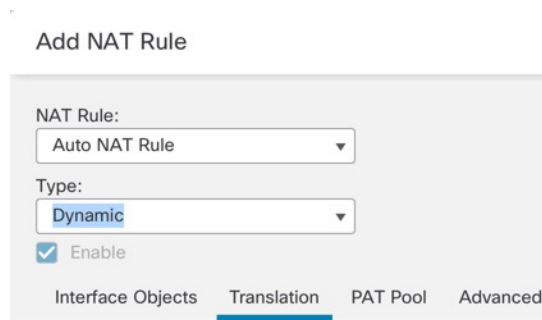 Add NAT Rule
NAT Rule:
Auto NAT Rule
Type:
Dynamic
Enable
Interface Objects Translation PAT Pool Advanced